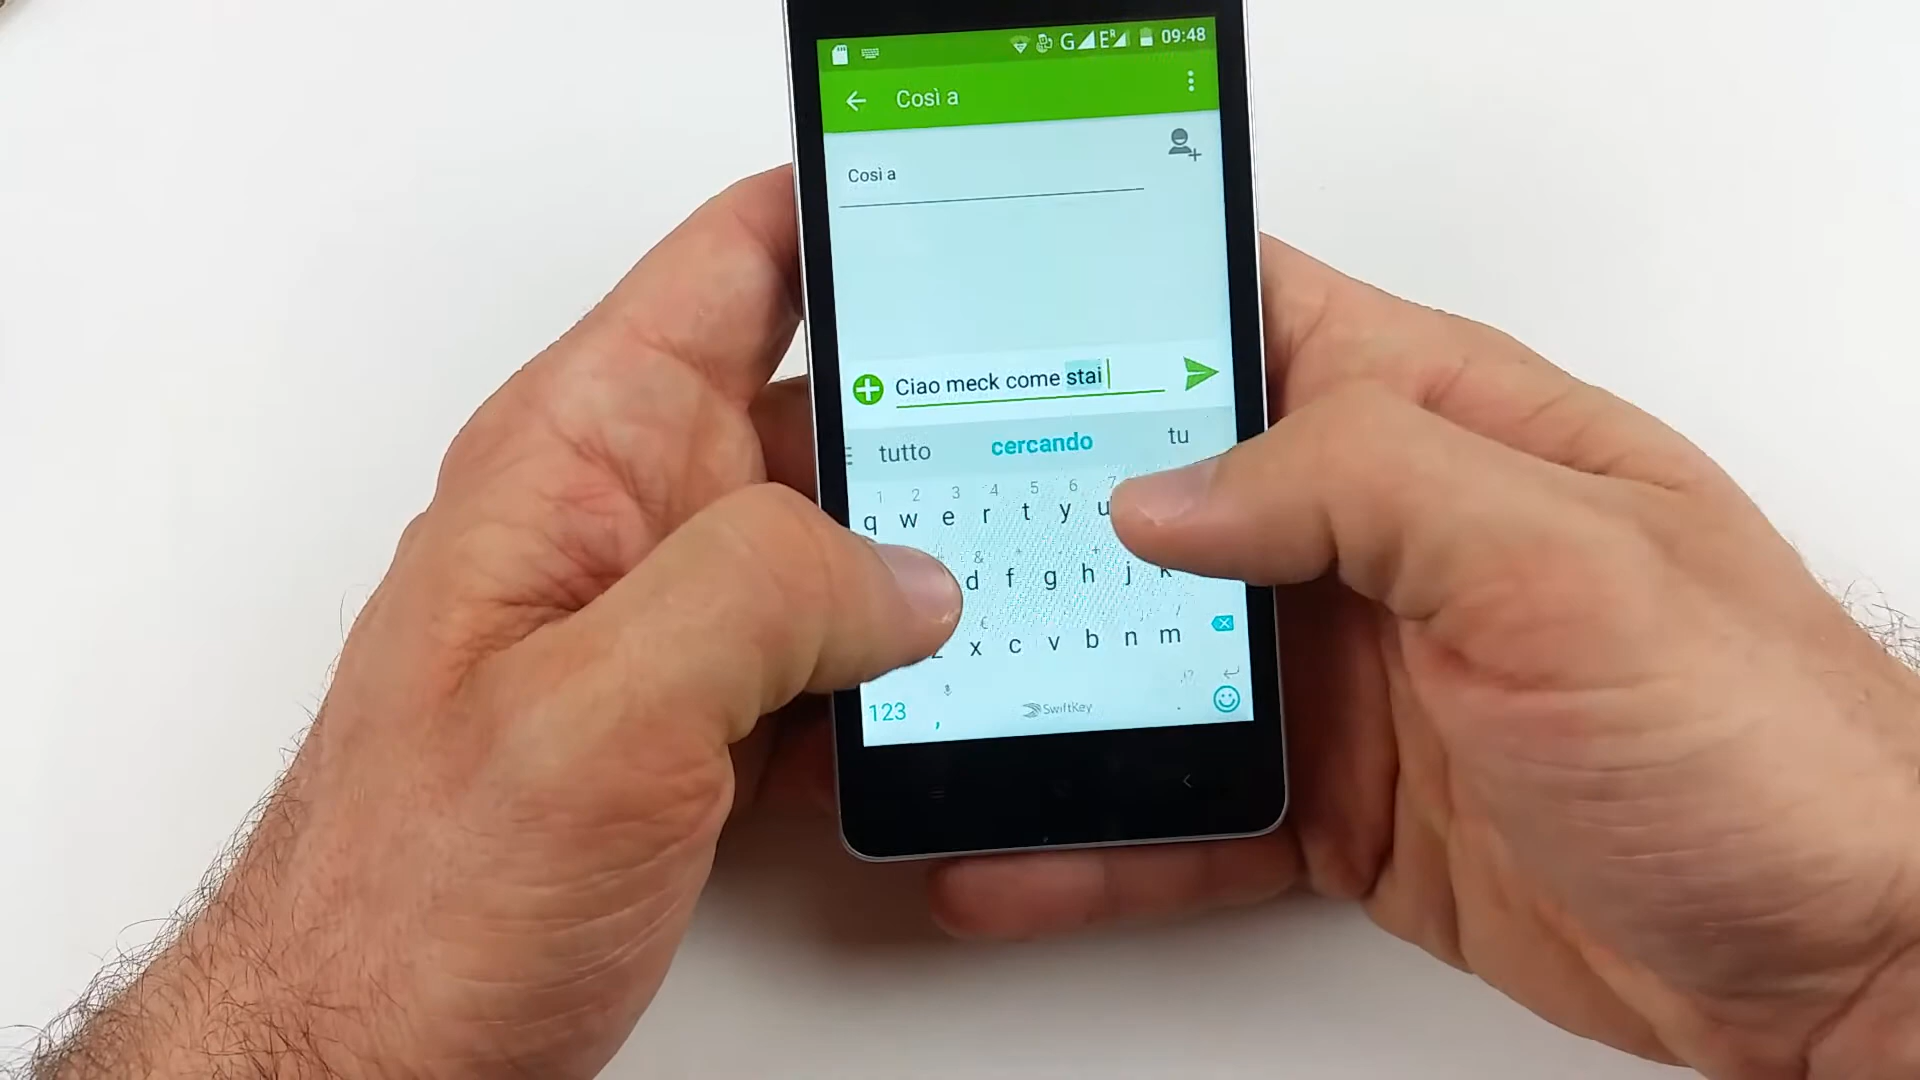 G E R 09:48
Così a
Così a
Ciao meck come stai
tutto cercando tu
1 2 3 4 5 6 7
q w e r t y u
& - +
d f g h j k
€ /
z x c v b n m
,!?
123 , SwiftKey .